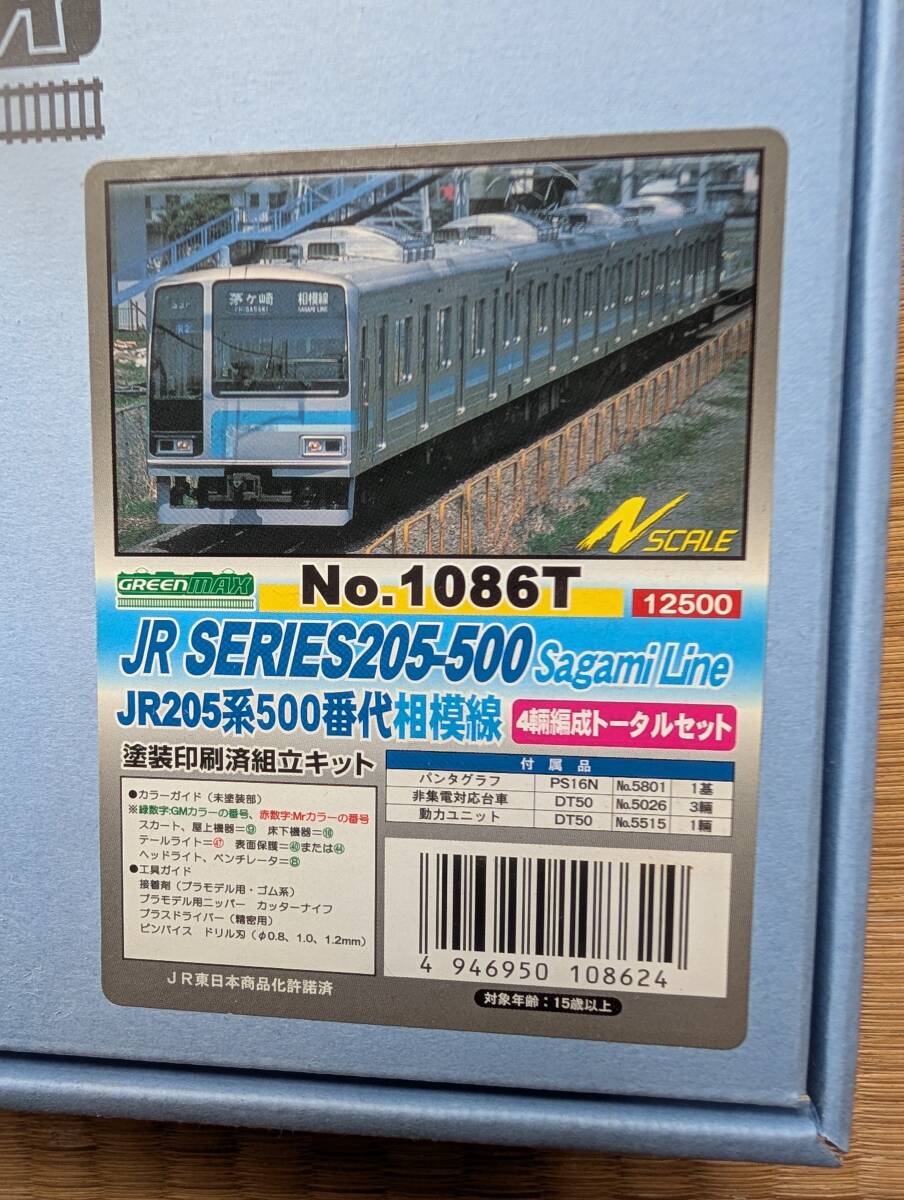 茅ヶ崎
CHIGASAKI
相模線
SAGAMI LINE
N SCALE
GREENMAX
No.1086T
12500
JR SERIES205-500 Sagami Line
JR205系500番代相模線
4輛編成トータルセット
塗装印刷済組立キット
付属品
パンタグラフ PS16N №5801 1基
非集電対応台車 DT50 №5026 3輛
動力ユニット DT50 №5515 1輛
●カラーガイド（未塗装部）
※緑数字:GMカラーの番号、赤数字:Mrカラーの番号
スカート、屋上機器=⑨ 床下機器=⑯
テールライト=㊼ 表面保護=㊵または㊹
ヘッドライト、ベンチレーター=⑧
●工具ガイド
接着剤（プラモデル用・ゴム系）
プラモデル用ニッパー カッターナイフ
プラスドライバー（精密用）
ピンバイス ドリル刃（φ0.8、1.0、1.2mm）
4 946950 108624
JR東日本商品化許諾済
対象年齢：15歳以上